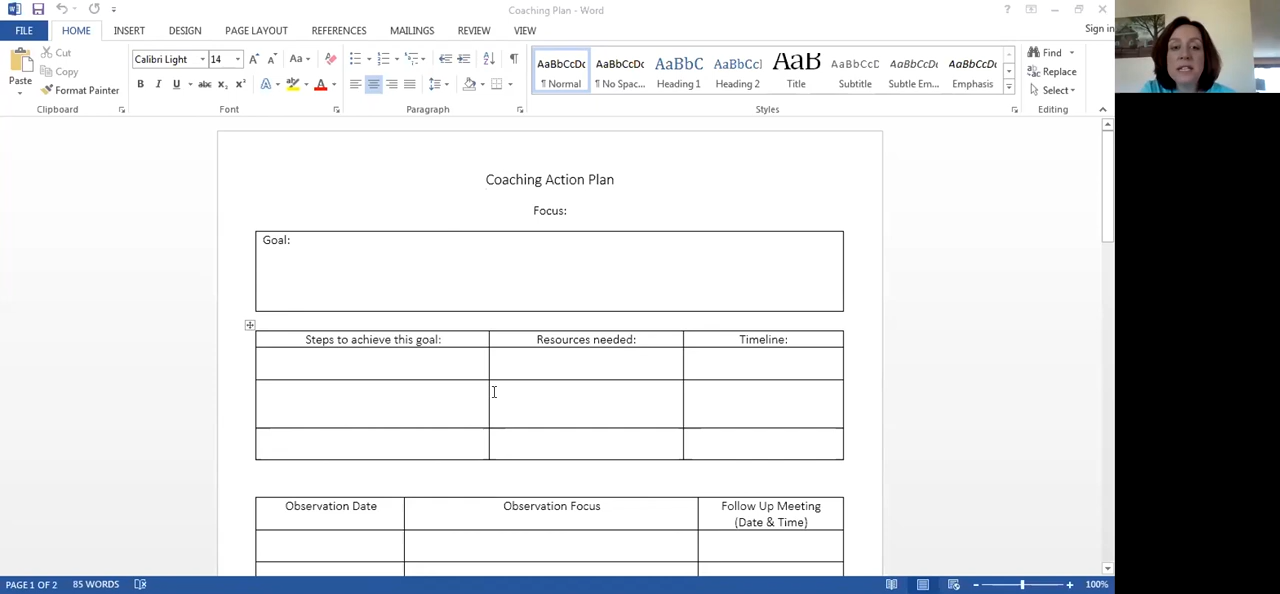 Coaching Plan - Word
Sign in
FILE HOME INSERT DESIGN PAGE LAYOUT REFERENCES MAILINGS REVIEW VIEW
Paste
Cut
Copy
Format Painter
Clipboard
Calibri Light 14
Font
Paragraph
AaBbCcDc AaBbCcDc AaBbC AaBbCc AaB AaBbCcC AaBbCcDc AaBbCcDc
¶ Normal ¶ No Spac... Heading 1 Heading 2 Title Subtitle Subtle Em... Emphasis
Styles
Find
Replace
Select
Editing
Coaching Action Plan
Focus:
Goal:
Steps to achieve this goal: Resources needed: Timeline:
Observation Date Observation Focus Follow Up Meeting
(Date & Time)
PAGE 1 OF 2 85 WORDS 100%